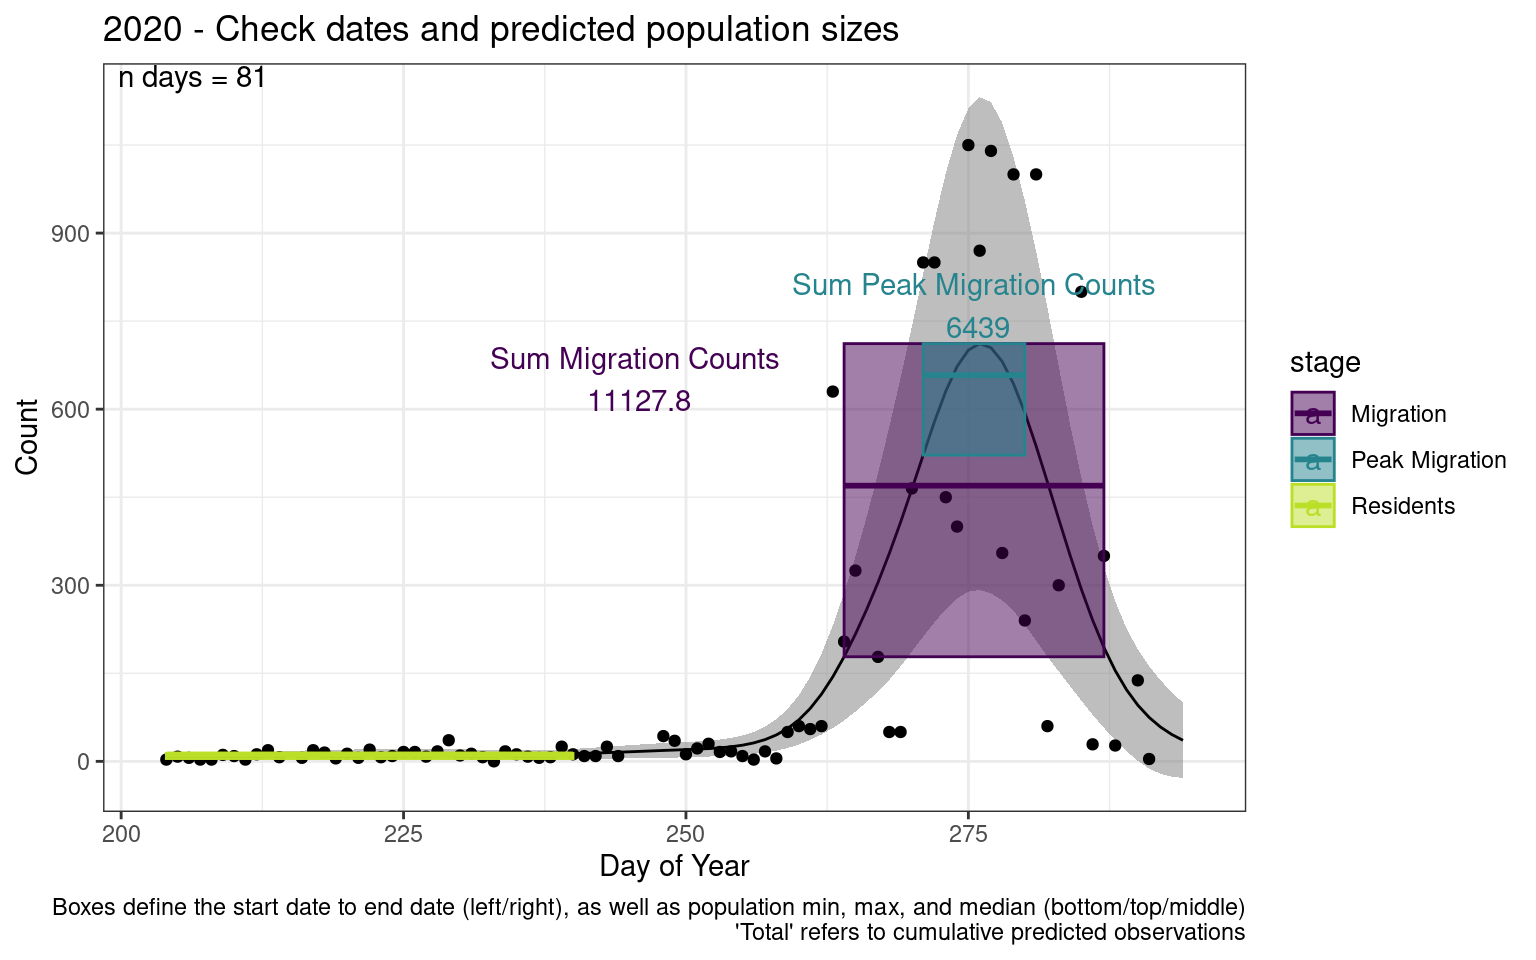 2020 - Check dates and predicted population sizes
n days = 81
Sum Peak Migration Counts
6439
Sum Migration Counts
11127.8
900
600
300
0
Count
200
225
250
275
Day of Year
stage
a Migration
a Peak Migration
a Residents
Boxes define the start date to end date (left/right), as well as population min, max, and median (bottom/top/middle)
'Total' refers to cumulative predicted observations